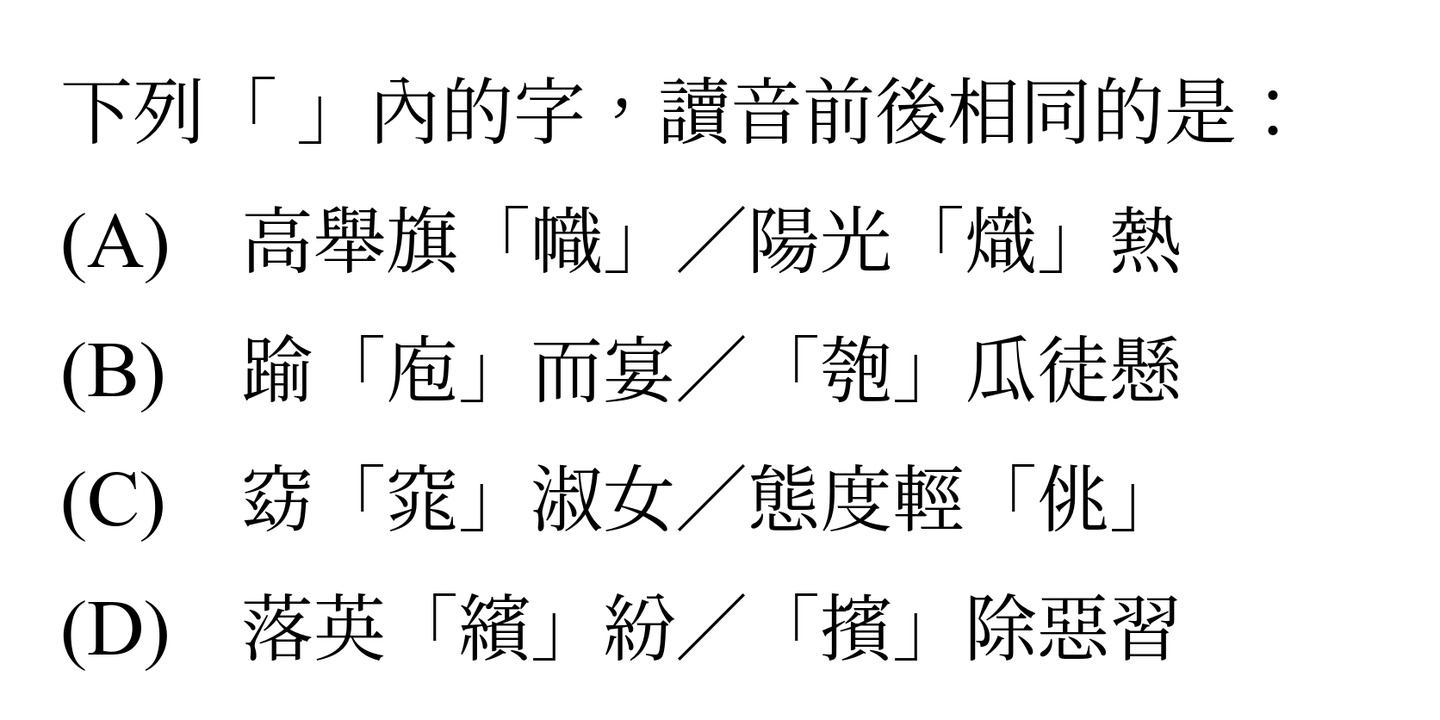 下列「 」內的字，讀音前後相同的是：
(A) 高舉旗「幟」／陽光「熾」熱
(B) 踰「庖」而宴／「匏」瓜徒懸
(C) 窈「窕」淑女／態度輕「佻」
(D) 落英「繽」紛／「擯」除惡習